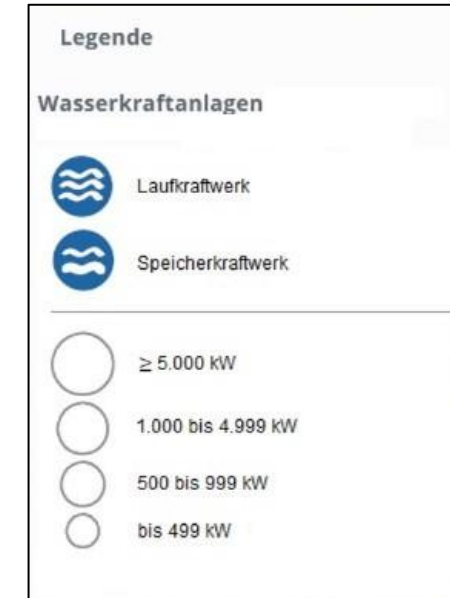 Legende
Wasserkraftanlagen
Laufkraftwerk
Speicherkraftwerk
≥ 5.000 kW
1.000 bis 4.999 kW
500 bis 999 kW
bis 499 kW